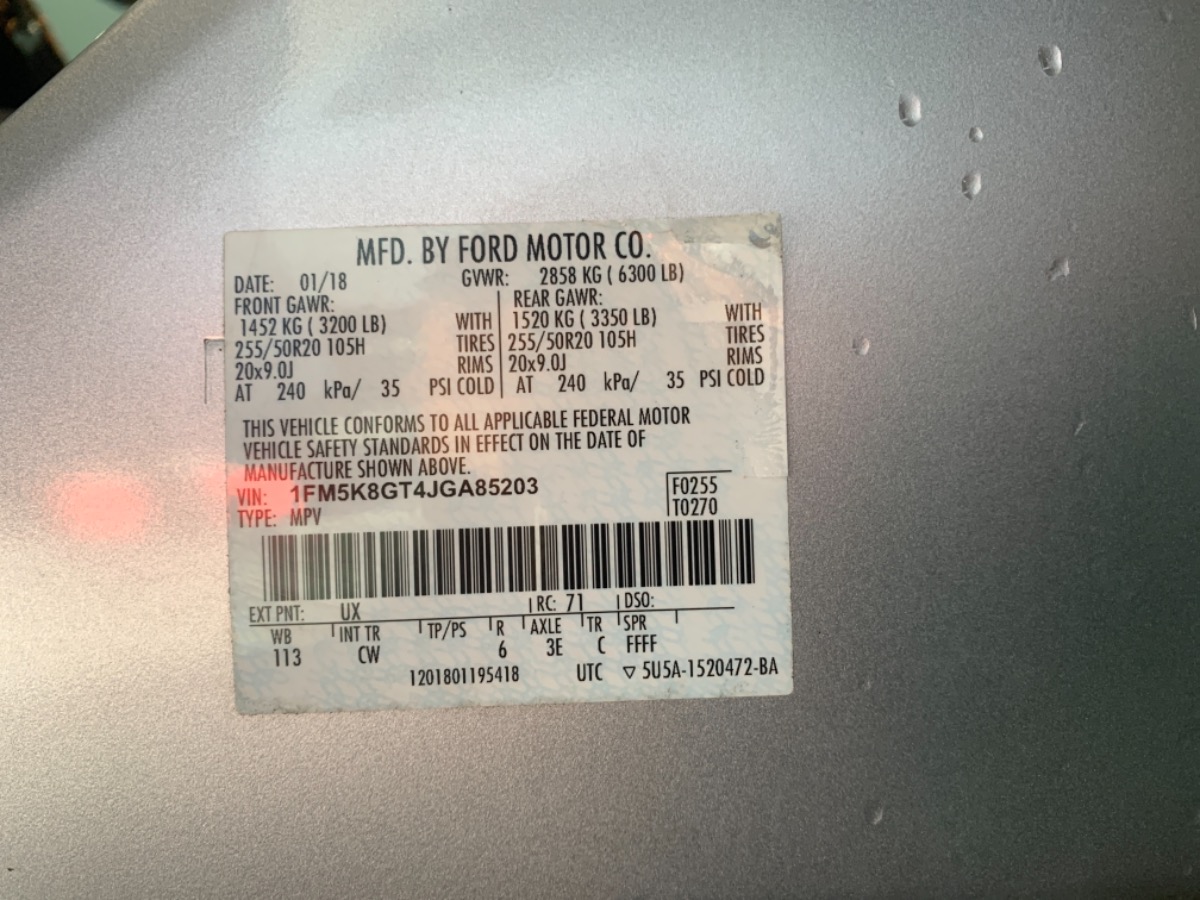 MFD. BY FORD MOTOR CO.
DATE: 01/18 GVWR: 2858 KG ( 6300 LB)
FRONT GAWR: REAR GAWR:
1452 KG ( 3200 LB) WITH 1520 KG ( 3350 LB) WITH
255/50R20 105H TIRES 255/50R20 105H TIRES
20x9.0J RIMS 20x9.0J RIMS
AT 240 kPa/ 35 PSI COLD AT 240 kPa/ 35 PSI COLD
THIS VEHICLE CONFORMS TO ALL APPLICABLE FEDERAL MOTOR
VEHICLE SAFETY STANDARDS IN EFFECT ON THE DATE OF
MANUFACTURE SHOWN ABOVE.
VIN: 1FM5K8GT4JGA85203 F0255
TYPE: MPV T0270
EXT PNT: UX RC: 71 DSO:
WB INT TR TP/PS R AXLE TR SPR
113 CW 6 3E C FFFF
1201801195418 UTC ▽ 5U5A-1520472-BA